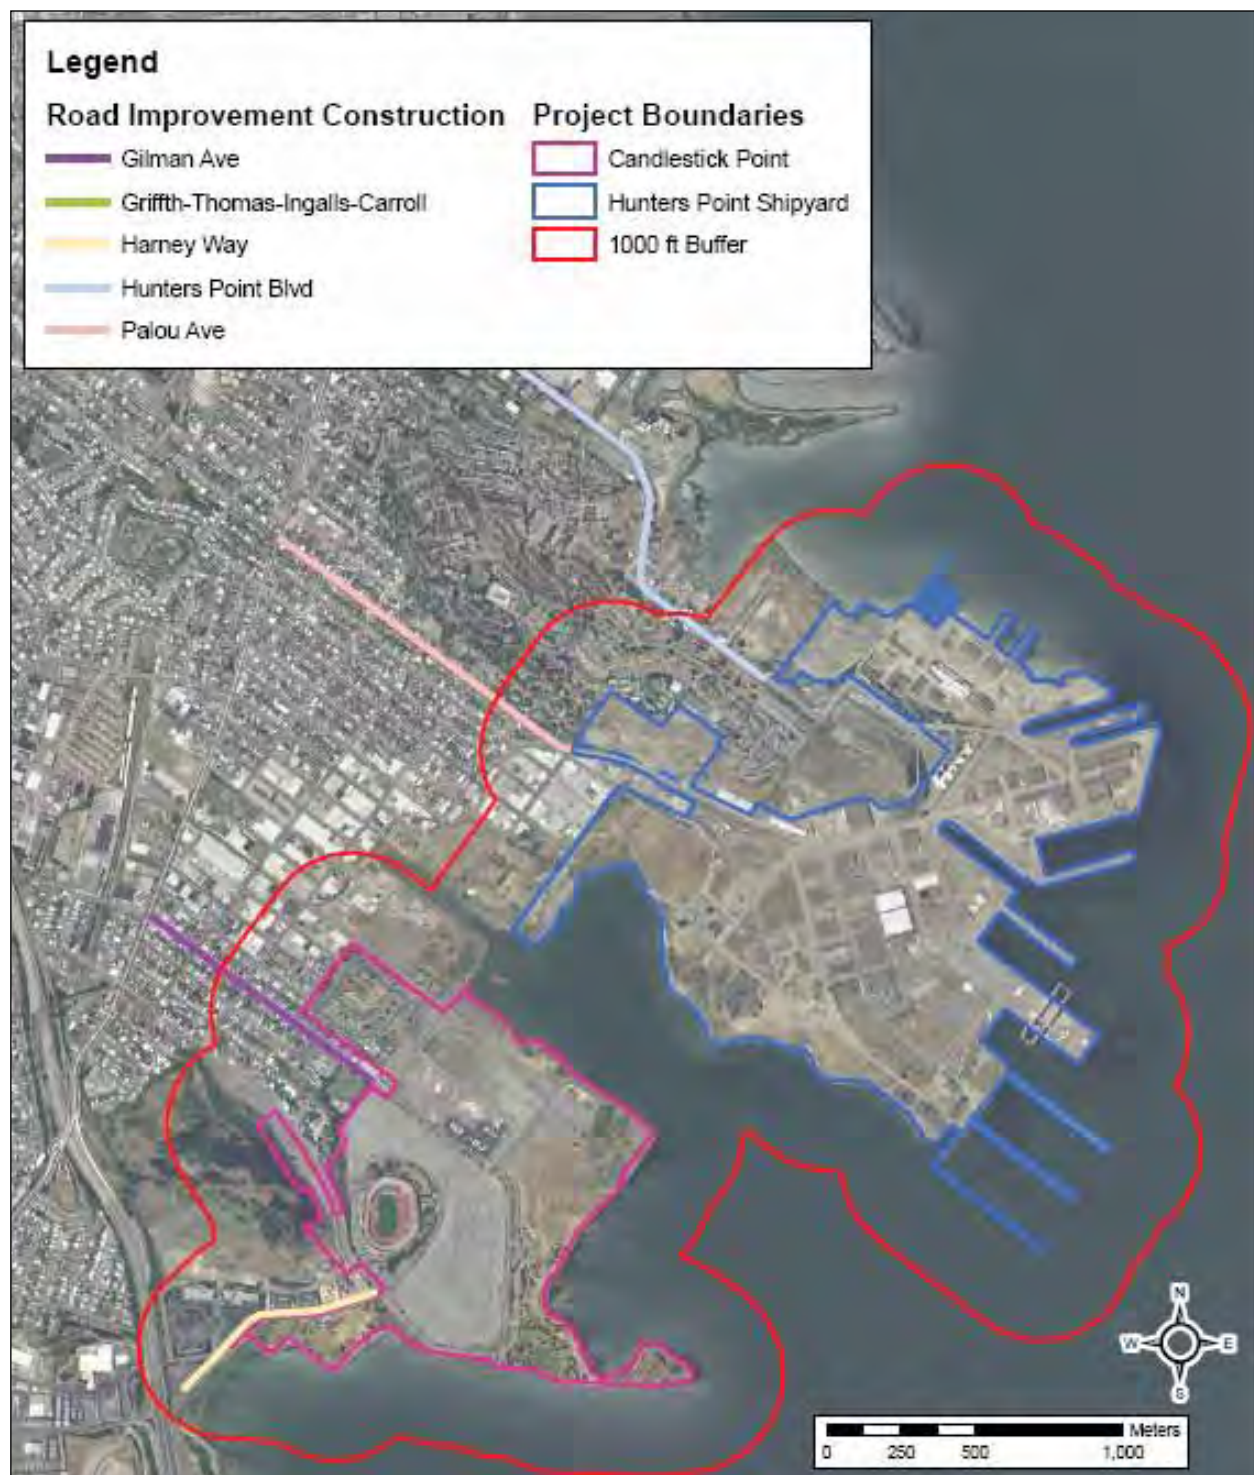 Legend
Road Improvement Construction
Gilman Ave
Griffth-Thomas-Ingalls-Carroll
Harney Way
Hunters Point Blvd
Palou Ave
Project Boundaries
Candlestick Point
Hunters Point Shipyard
1000 ft Buffer
N
W E
S
Meters
0 250 500 1,000